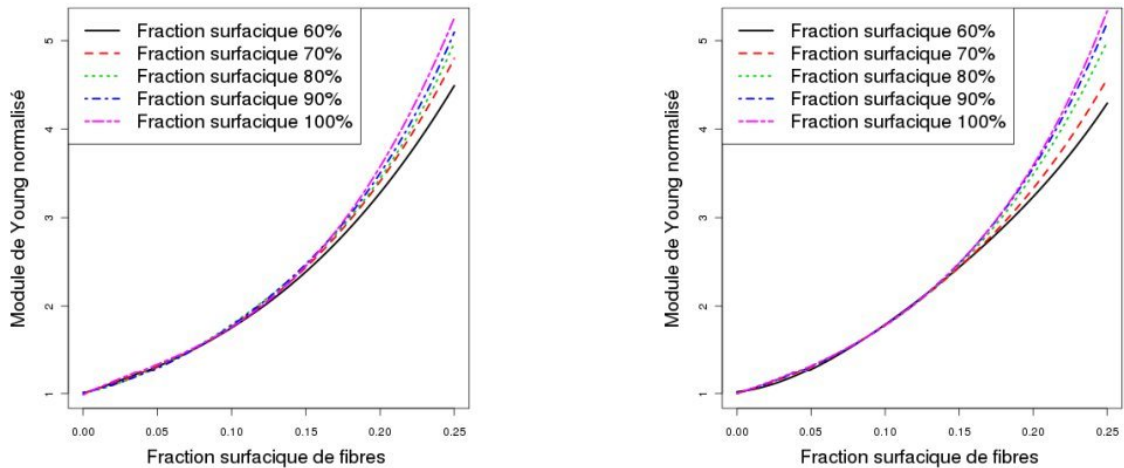 Fraction surfacique 60%
Fraction surfacique 70%
Fraction surfacique 80%
Fraction surfacique 90%
Fraction surfacique 100%
Module de Young normalisé
5
4
3
2
1
0.00 0.05 0.10 0.15 0.20 0.25
Fraction surfacique de fibres
Fraction surfacique 60%
Fraction surfacique 70%
Fraction surfacique 80%
Fraction surfacique 90%
Fraction surfacique 100%
Module de Young normalisé
5
4
3
2
1
0.00 0.05 0.10 0.15 0.20 0.25
Fraction surfacique de fibres